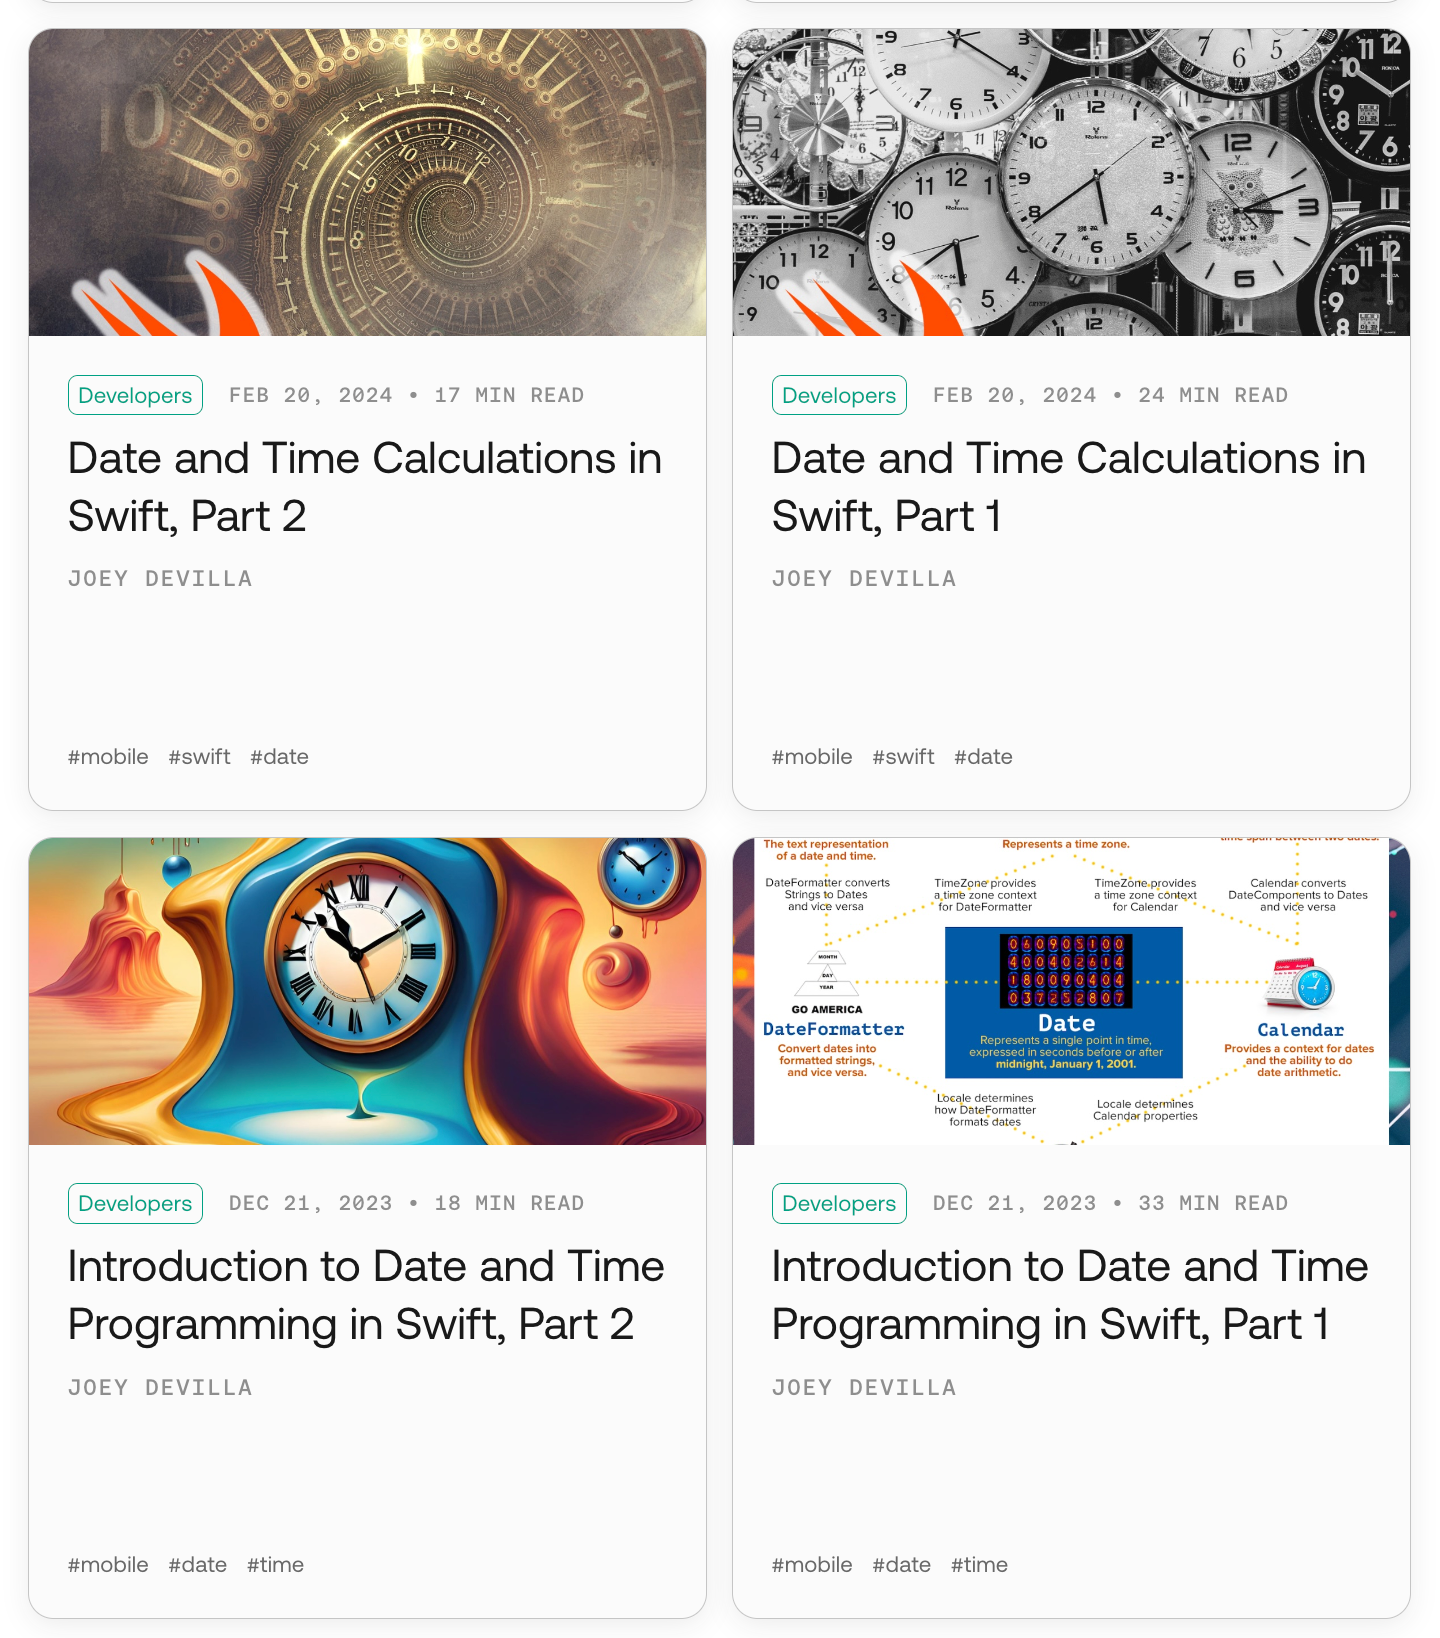 Developers FEB 20, 2024 • 17 MIN READ
Date and Time Calculations in
Swift, Part 2
JOEY DEVILLA
#mobile #swift #date
Developers FEB 20, 2024 • 24 MIN READ
Date and Time Calculations in
Swift, Part 1
JOEY DEVILLA
#mobile #swift #date
Developers DEC 21, 2023 • 18 MIN READ
Introduction to Date and Time
Programming in Swift, Part 2
JOEY DEVILLA
#mobile #date #time
The text representation
of a date and time.
Represents a time zone.
time span between two dates.
DateFormatter converts
Strings to Dates
and vice versa
TimeZone provides
a time zone context
for DateFormatter
TimeZone provides
a time zone context
for Calendar
Calendar converts
DateComponents to Dates
and vice versa
MONTH
DAY
YEAR
GO AMERICA
DateFormatter
Convert dates into
formatted strings,
and vice versa.
Date
Represents a single point in time,
expressed in seconds before or after
midnight, January 1, 2001.
Calendar
Provides a context for dates
and the ability to do
date arithmetic.
Locale determines
how DateFormatter
formats dates
Locale determines
Calendar properties
Developers DEC 21, 2023 • 33 MIN READ
Introduction to Date and Time
Programming in Swift, Part 1
JOEY DEVILLA
#mobile #date #time